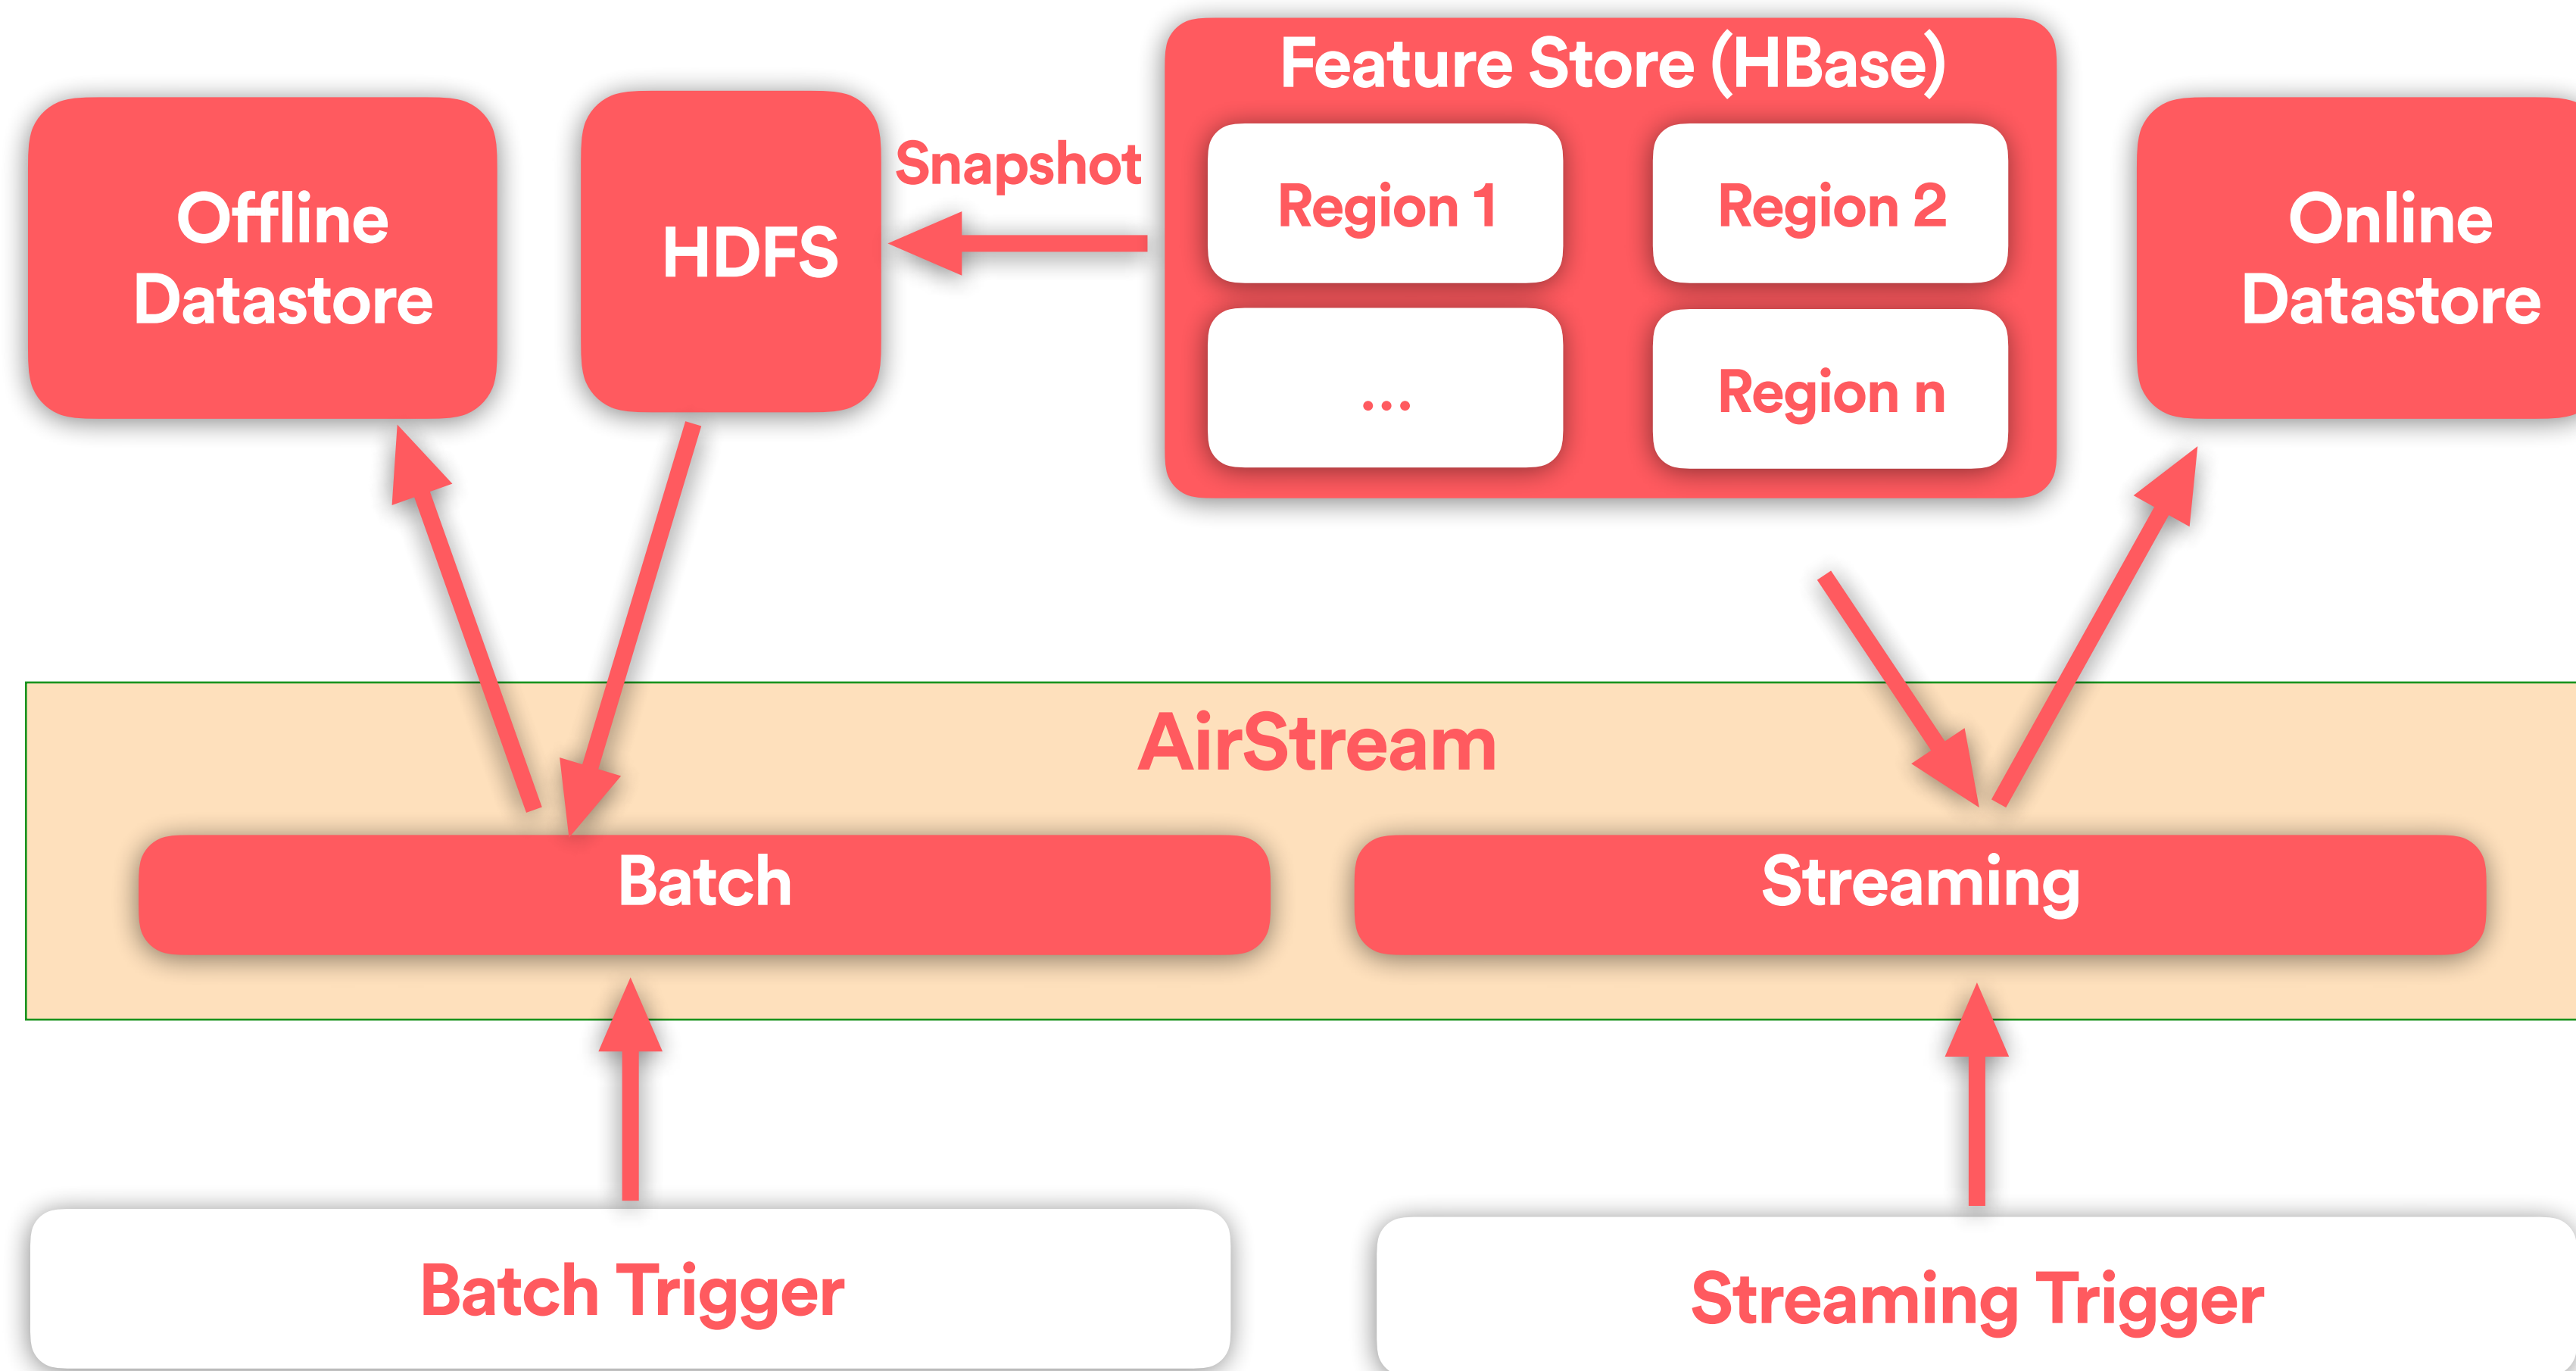 Feature Store (HBase)
Offline
Datastore
HDFS
Snapshot
Region 1
Region 2
...
Region n
Online
Datastore
AirStream
Batch
Streaming
Batch Trigger
Streaming Trigger